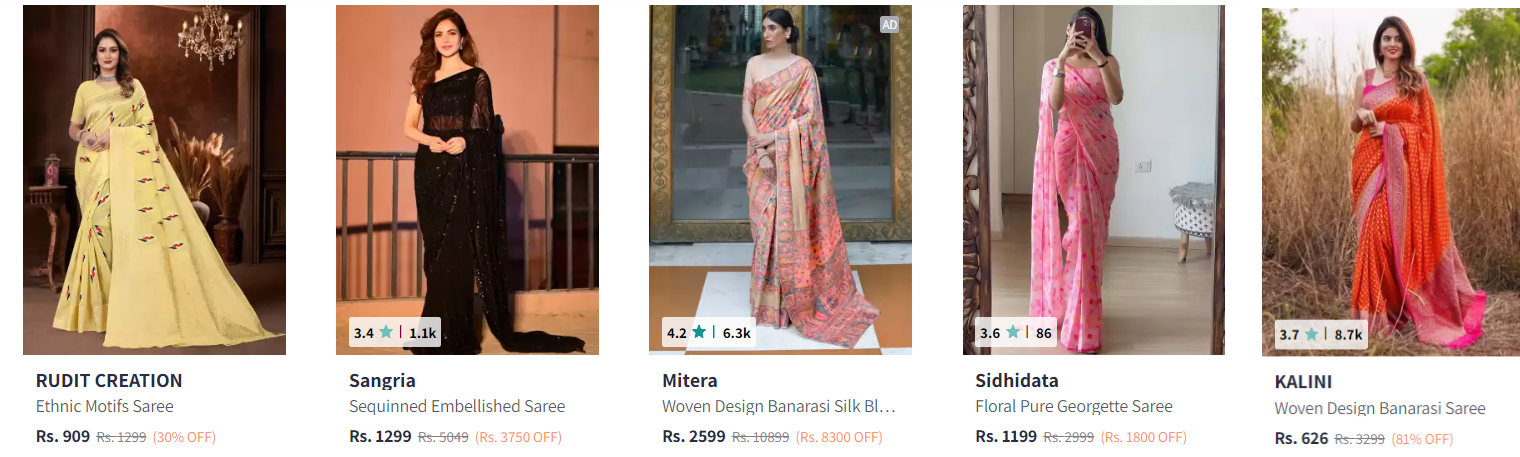 RUDIT CREATION
Ethnic Motifs Saree
Rs. 909 Rs. 1299 (30% OFF)
3.4 ★ | 1.1k
Sangria
Sequinned Embellished Saree
Rs. 1299 Rs. 5049 (Rs. 3750 OFF)
AD
4.2 ★ | 6.3k
Mitera
Woven Design Banarasi Silk Bl...
Rs. 2599 Rs. 10899 (Rs. 8300 OFF)
3.6 ★ | 86
Sidhidata
Floral Pure Georgette Saree
Rs. 1199 Rs. 2999 (Rs. 1800 OFF)
3.7 ★ | 8.7k
KALINI
Woven Design Banarasi Saree
Rs. 626 Rs. 3299 (81% OFF)